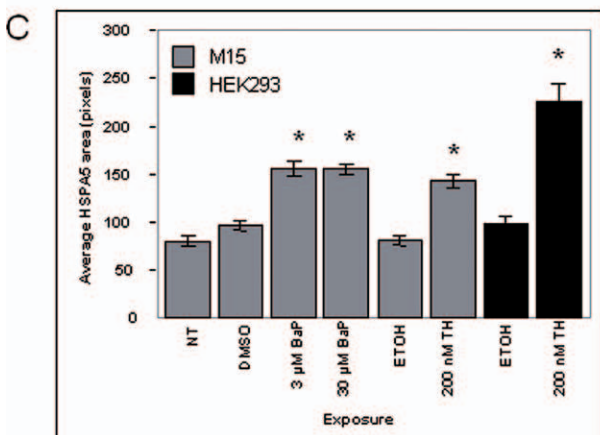 C
300
250
200
150
100
50
0
Average HSPA5 area (pixels)
M15
HEK293
*
*
*
*
NT
DMSO
3 µM BaP
30 µM BaP
ETOH
200 nM TH
ETOH
200 nM TH
Exposure